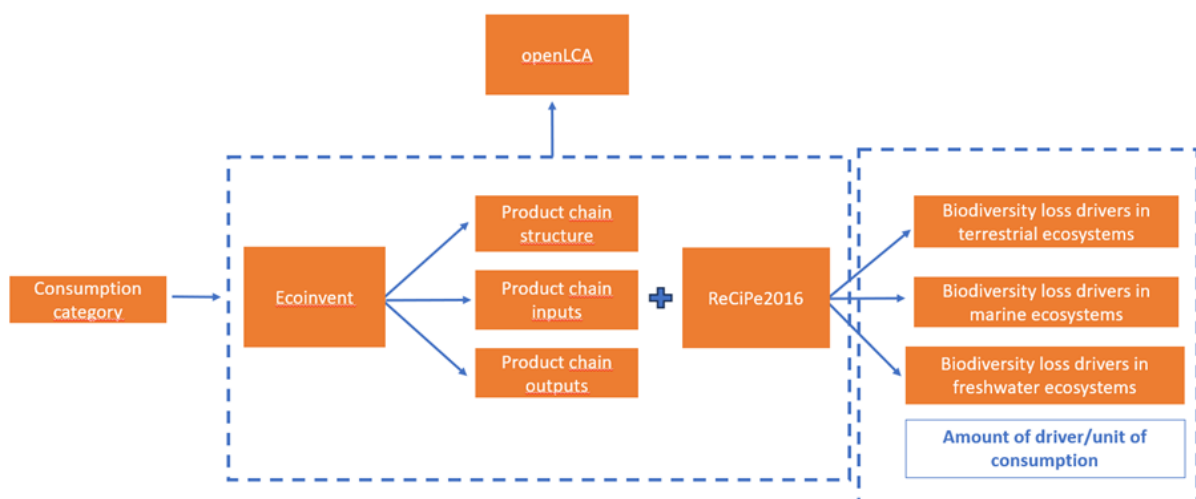 openLCA
Consumption
category
Ecoinvent
Product chain
structure
Product chain
inputs
Product chain
outputs
ReCiPe2016
Biodiversity loss drivers in
terrestrial ecosystems
Biodiversity loss drivers in
marine ecosystems
Biodiversity loss drivers in
freshwater ecosystems
Amount of driver/unit of
consumption